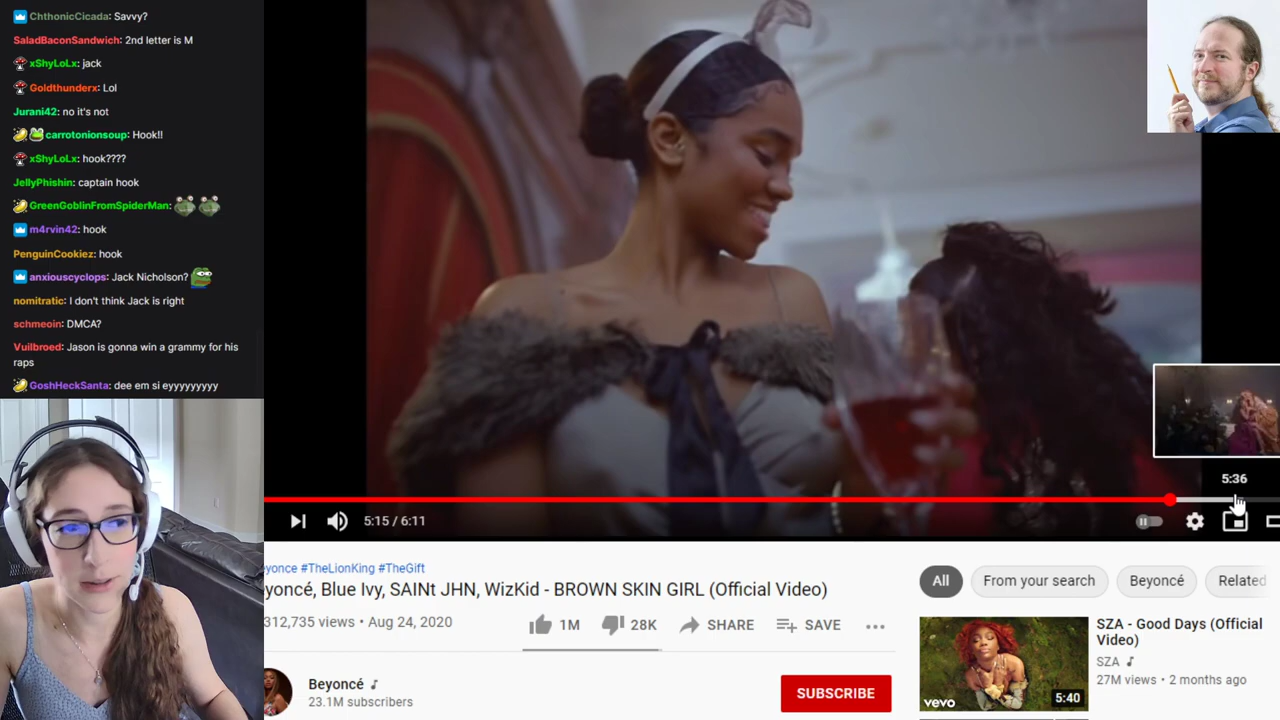 ChthonicCicada: Savvy?
SaladBaconSandwich: 2nd letter is M
xShyLoLx: jack
Goldthunderx: Lol
Jurani42: no it's not
carrotonionsoup: Hook!!
xShyLoLx: hook????
JellyPhishin: captain hook
GreenGoblinFromSpiderMan:
m4rvin42: hook
PenguinCookiez: hook
anxiouscyclops: Jack Nicholson?
nomitratic: I don't think Jack is right
schmeoin: DMCA?
Vuilbroed: Jason is gonna win a grammy for his
raps
GoshHeckSanta: dee em si eyyyyyyyyy
5:36
5:15 / 6:11
yonce #TheLionKing #TheGift
yoncé, Blue Ivy, SAINt JHN, WizKid - BROWN SKIN GIRL (Official Video)
312,735 views • Aug 24, 2020
1M
28K
SHARE
SAVE
Beyoncé
23.1M subscribers
SUBSCRIBE
All
From your search
Beyoncé
Related
SZA - Good Days (Official
Video)
SZA
27M views • 2 months ago
vevo
5:40